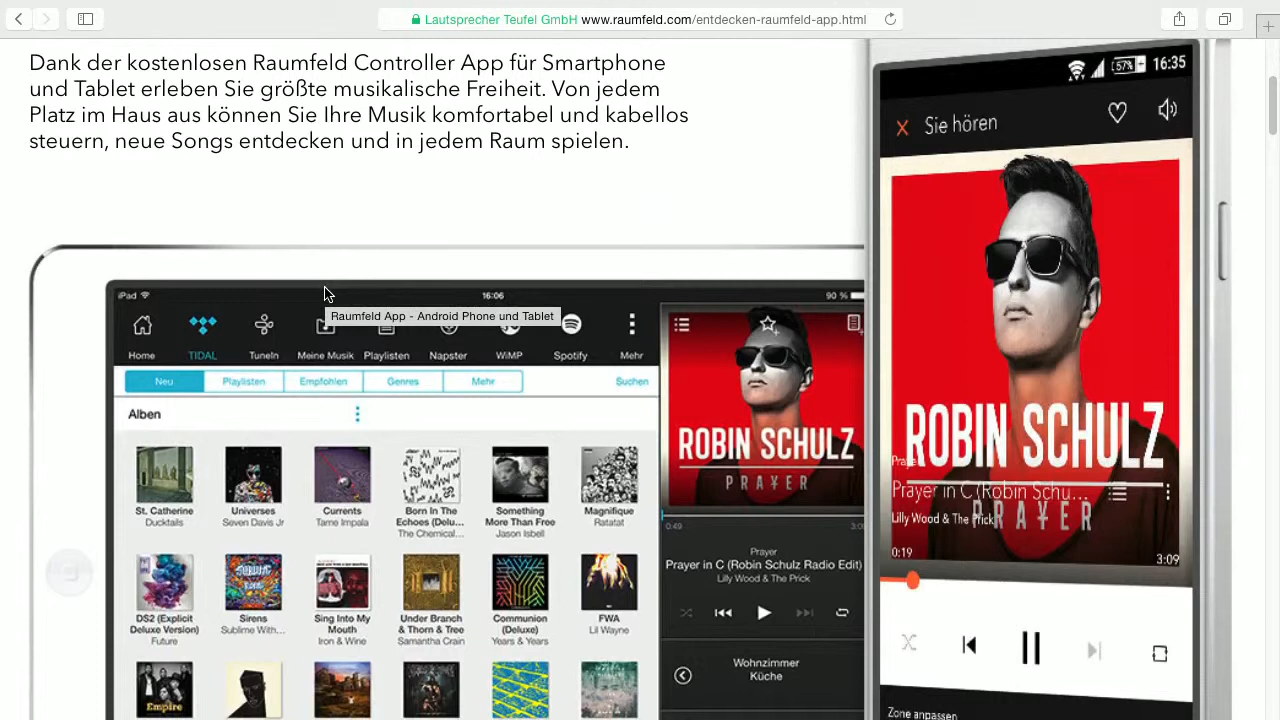 Lautsprecher Teufel GmbH www.raumfeld.com/entdecken-raumfeld-app.html
Dank der kostenlosen Raumfeld Controller App für Smartphone
und Tablet erleben Sie größte musikalische Freiheit. Von jedem
Platz im Haus aus können Sie Ihre Musik komfortabel und kabellos
steuern, neue Songs entdecken und in jedem Raum spielen.
iPad 16:06 90 %
Raumfeld App - Android Phone und Tablet
Home TIDAL TuneIn Meine Musik Playlisten Napster WiMP Spotify Mehr
Neu Playlisten Empfohlen Genres Mehr Suchen
Alben
St. Catherine
Ducktails
Universes
Seven Davis Jr
Currents
Tame Impala
Born In The
Echoes (Delu...
The Chemical...
Something
More Than Free
Jason Isbell
Magnifique
Ratatat
DS2 (Explicit
Deluxe Version)
Future
Sirens
Sublime With...
Sing Into My
Mouth
Iron & Wine
Under Branch
& Thorn & Tree
Samantha Crain
Communion
(Deluxe)
Years & Years
FWA
Lil Wayne
Empire
ROBIN SCHULZ
PRAYER
0:49
Prayer
Prayer in C (Robin Schulz Radio Edit)
Lilly Wood & The Prick
Wohnzimmer
Küche
57% 16:35
Sie hören
ROBIN SCHULZ
PRAYER
Prayer in C (Robin Schu...
Lilly Wood & The Prick
0:19 3:09
Zone anpassen